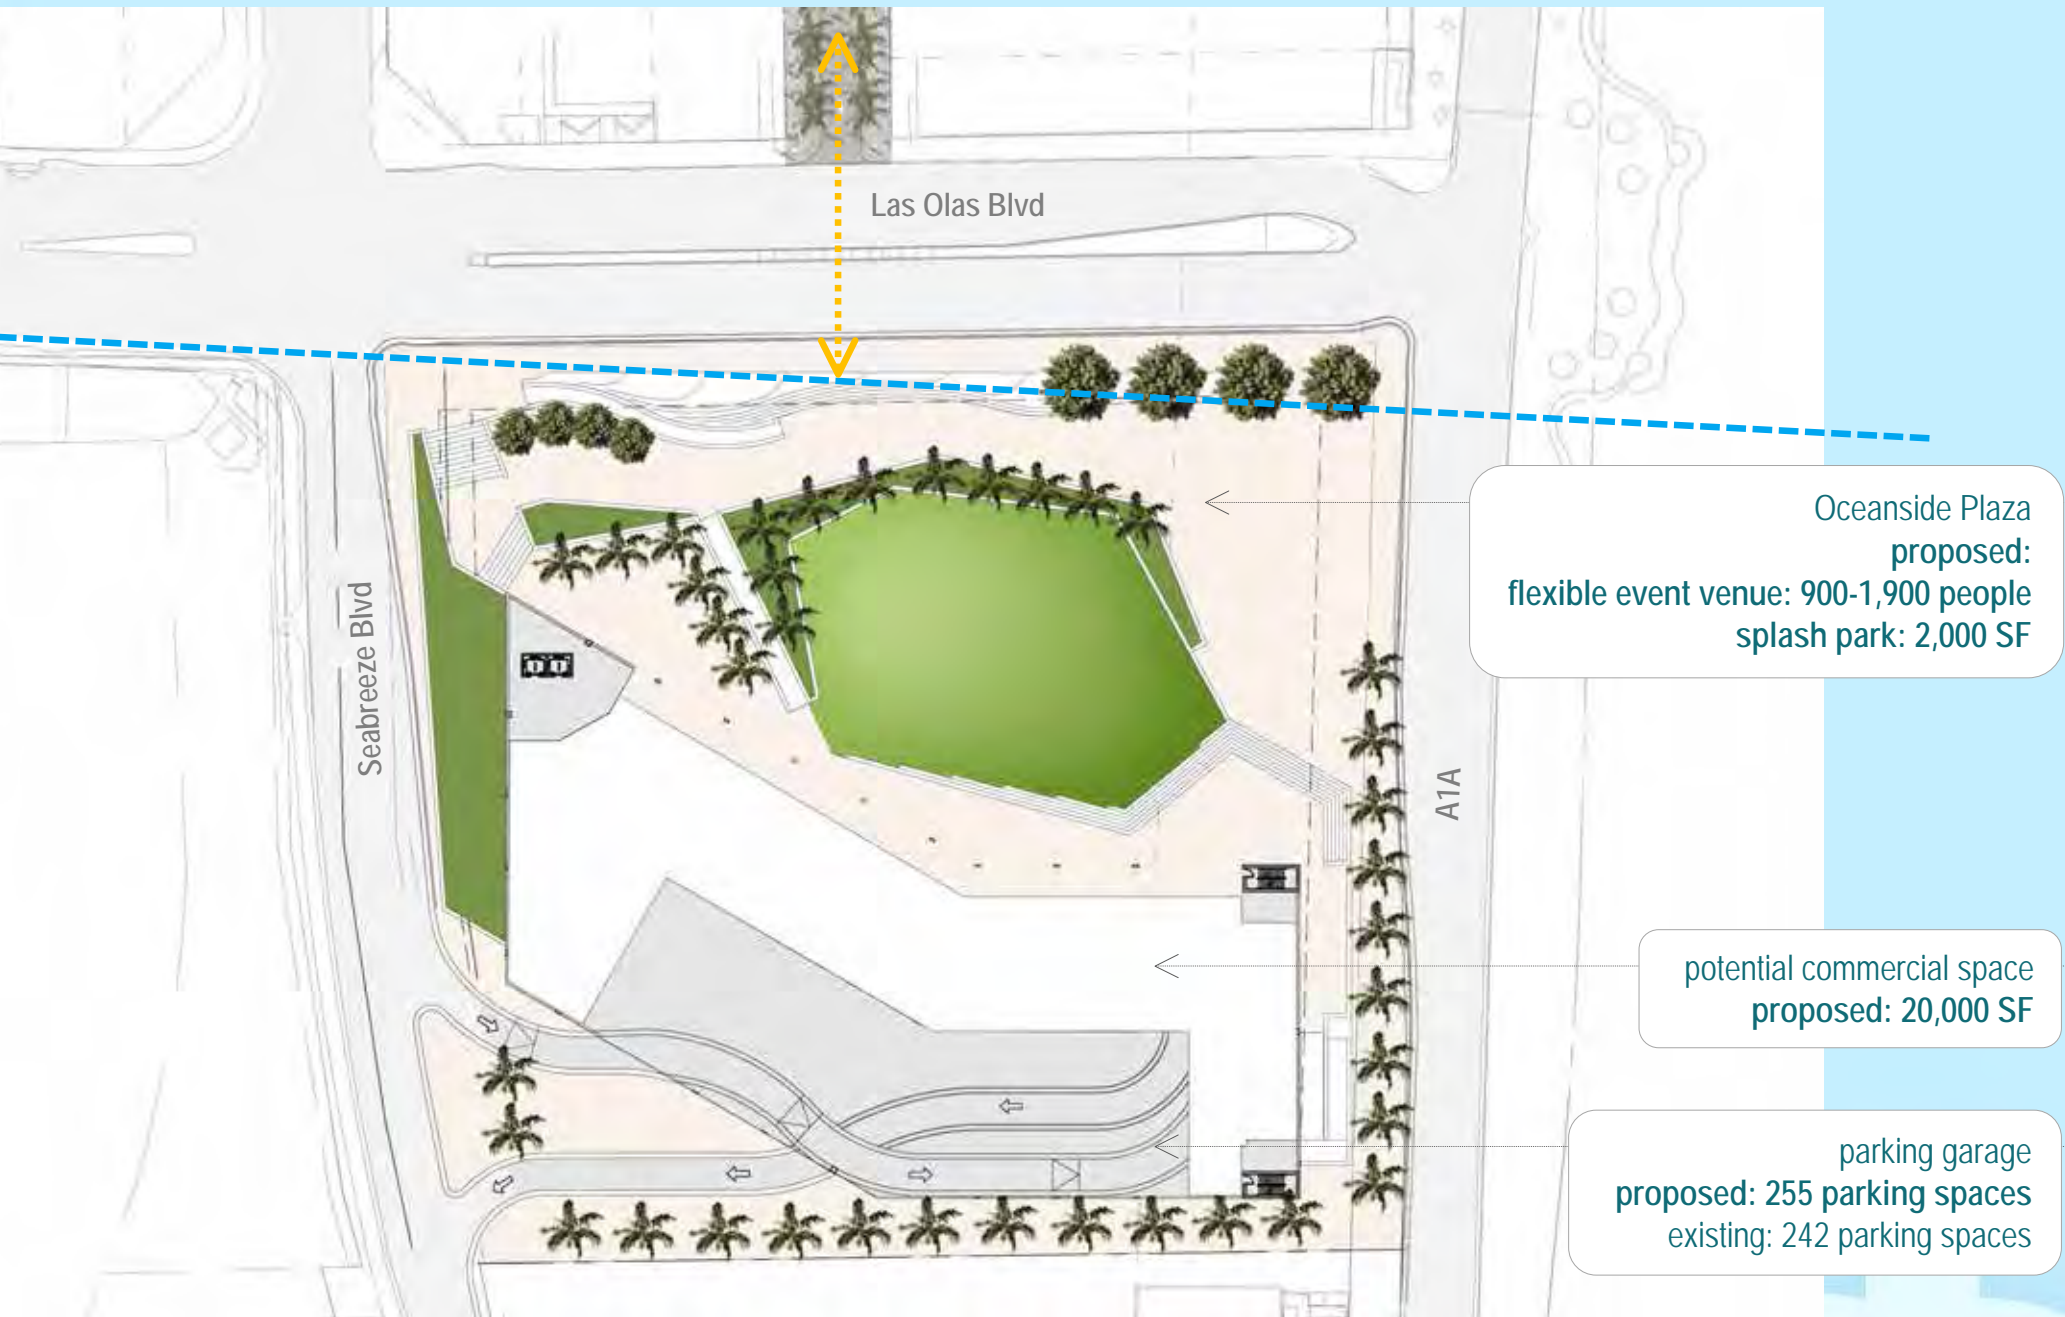 Las Olas Blvd
Oceanside Plaza
proposed:
flexible event venue: 900-1,900 people
splash park: 2,000 SF
Seabreeze Blvd
A1A
potential commercial space
proposed: 20,000 SF
parking garage
proposed: 255 parking spaces
existing: 242 parking spaces